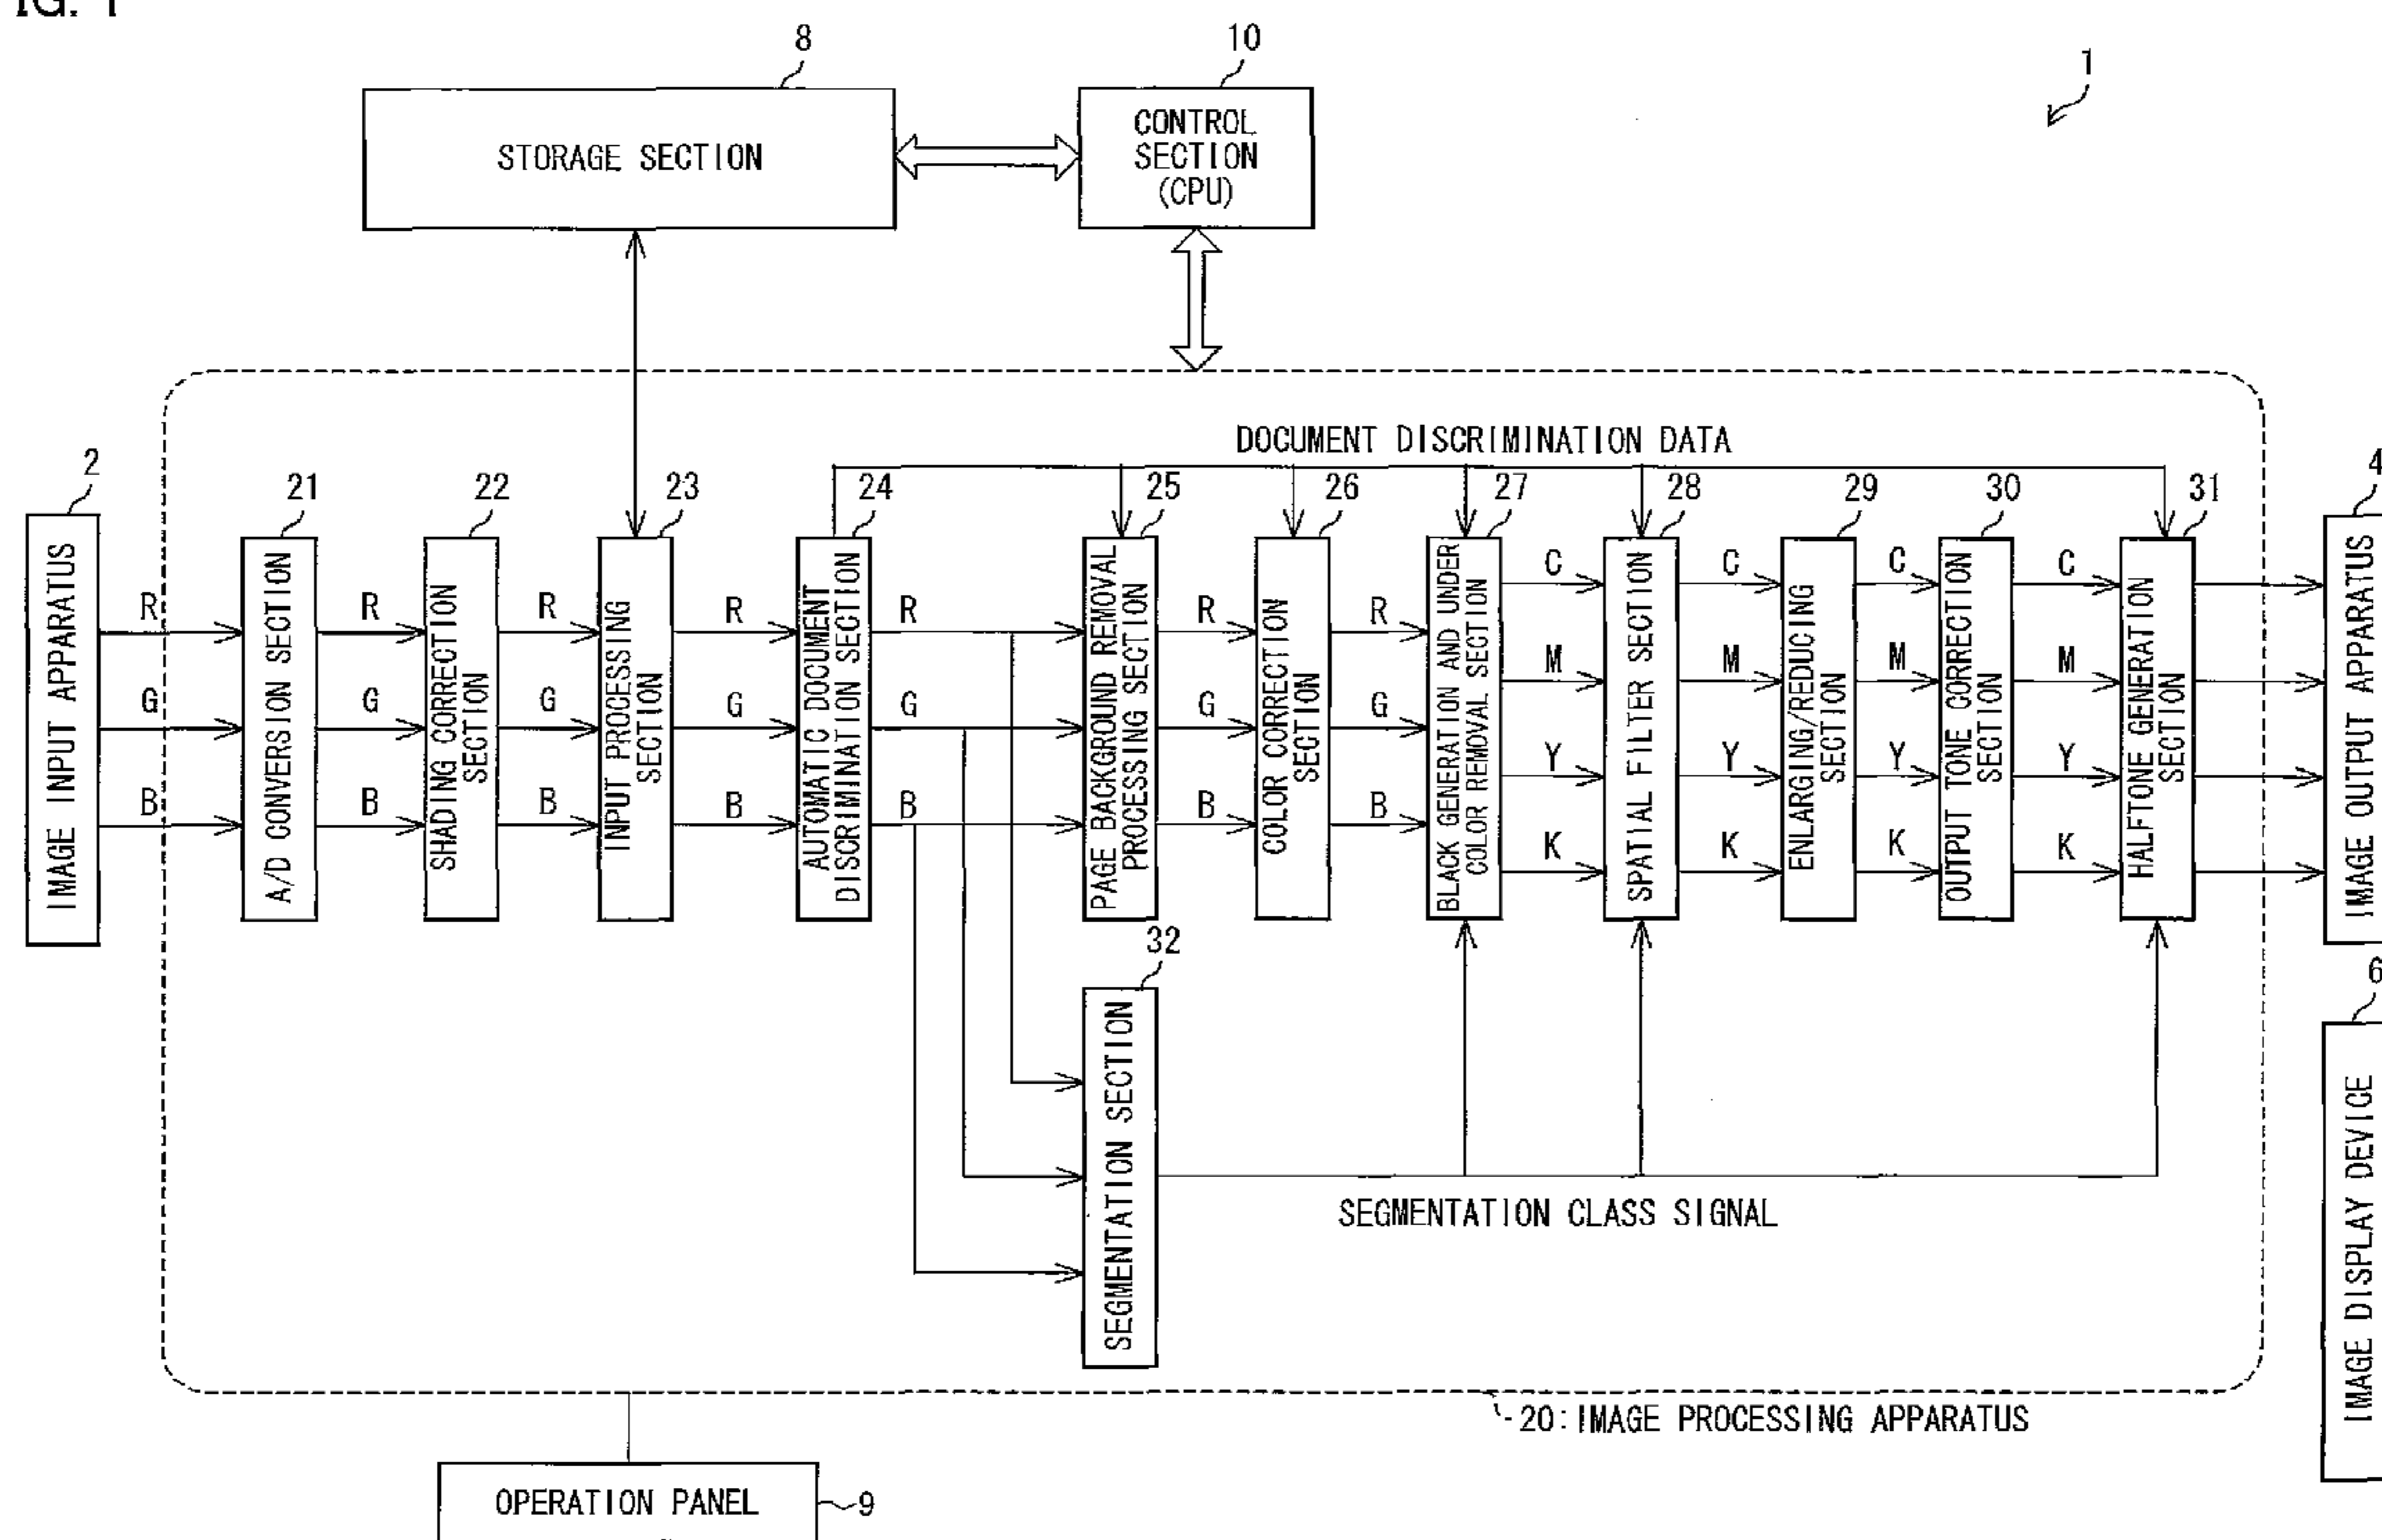 IG. 1
8
10
1
STORAGE SECTION
CONTROL
SECTION
(CPU)
DOCUMENT DISCRIMINATION DATA
2
21
22
23
24
25
26
27
28
29
30
31
4
IMAGE INPUT APPARATUS
R
G
B
A/D CONVERSION SECTION
R
G
B
SHADING CORRECTION
SECTION
R
G
B
INPUT PROCESSING
SECTION
R
G
B
AUTOMATIC DOCUMENT
DISCRIMINATION SECTION
R
G
B
PAGE BACKGROUND REMOVAL
PROCESSING SECTION
R
G
B
COLOR CORRECTION
SECTION
R
G
B
BLACK GENERATION AND UNDER
COLOR REMOVAL SECTION
C
M
Y
K
SPATIAL FILTER SECTION
C
M
Y
K
ENLARGING/REDUCING
SECTION
C
M
Y
K
OUTPUT TONE CORRECTION
SECTION
C
M
Y
K
HALFTONE GENERATION
SECTION
IMAGE OUTPUT APPARATUS
32
SEGMENTATION SECTION
SEGMENTATION CLASS SIGNAL
6
IMAGE DISPLAY DEVICE
20:IMAGE PROCESSING APPARATUS
OPERATION PANEL
9